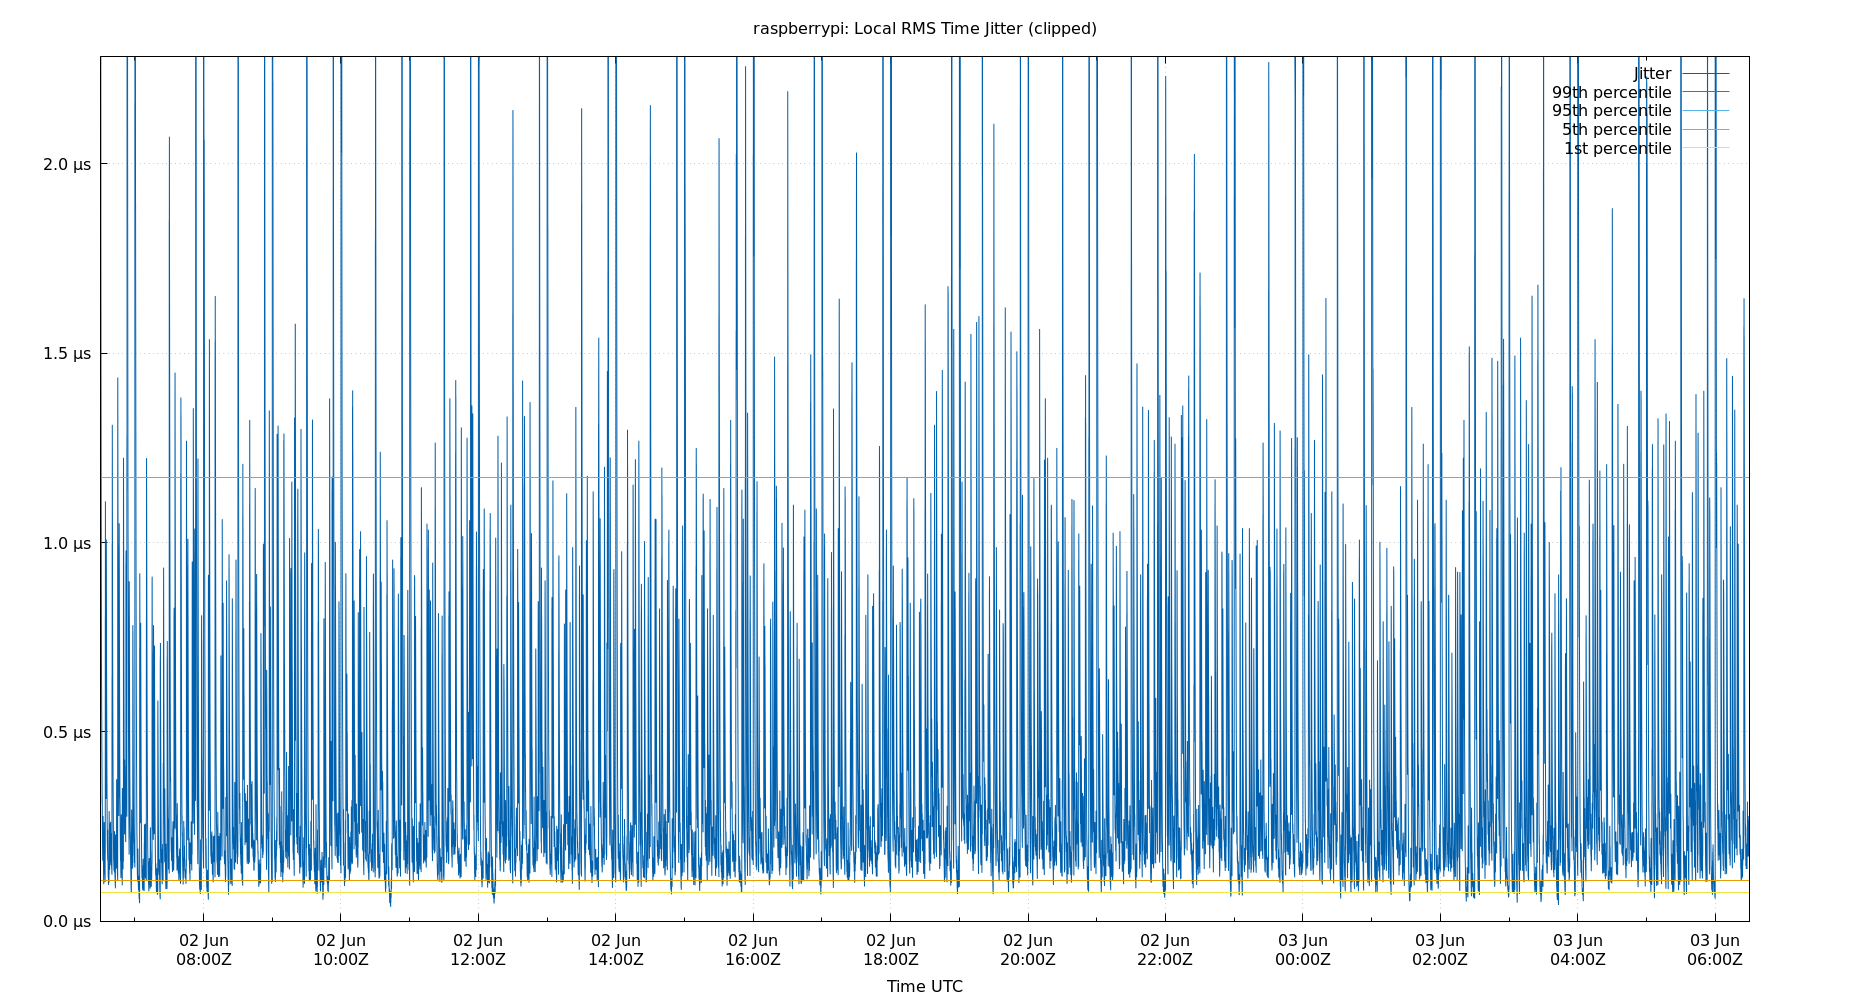 raspberrypi: Local RMS Time Jitter (clipped)
Jitter
99th percentile
95th percentile
5th percentile
1st percentile
2.0 μs
1.5 μs
1.0 μs
0.5 μs
0.0 μs
02 Jun 02 Jun 02 Jun 02 Jun 02 Jun 02 Jun 02 Jun 02 Jun 03 Jun 03 Jun 03 Jun 03 Jun
08:00Z 10:00Z 12:00Z 14:00Z 16:00Z 18:00Z 20:00Z 22:00Z 00:00Z 02:00Z 04:00Z 06:00Z
Time UTC